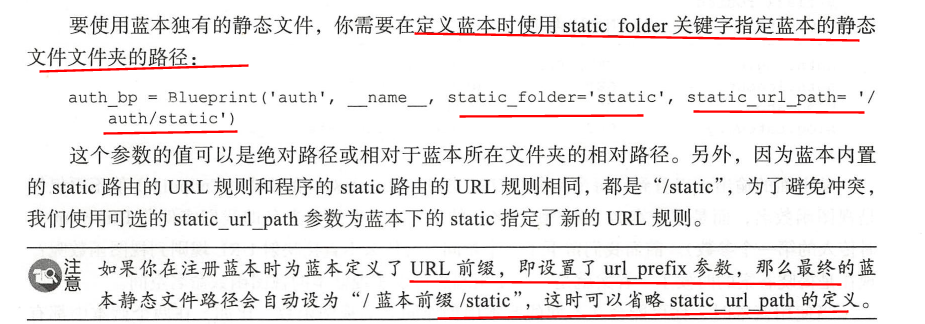 要使用蓝本独有的静态文件，你需要在定义蓝本时使用 static_folder 关键字指定蓝本的静态
文件文件夹的路径：
auth_bp = Blueprint('auth', __name__, static_folder='static', static_url_path= '/
auth/static')
这个参数的值可以是绝对路径或相对于蓝本所在文件夹的相对路径。另外，因为蓝本内置
的 static 路由的 URL 规则和程序的 static 路由的 URL 规则相同，都是“/static”，为了避免冲突，
我们使用可选的 static_url_path 参数为蓝本下的 static 指定了新的 URL 规则。
注意 如果你在注册蓝本时为蓝本定义了 URL 前缀，即设置了 url_prefix 参数，那么最终的蓝
本静态文件路径会自动设为“/ 蓝本前缀 /static”，这时可以省略 static_url_path 的定义。